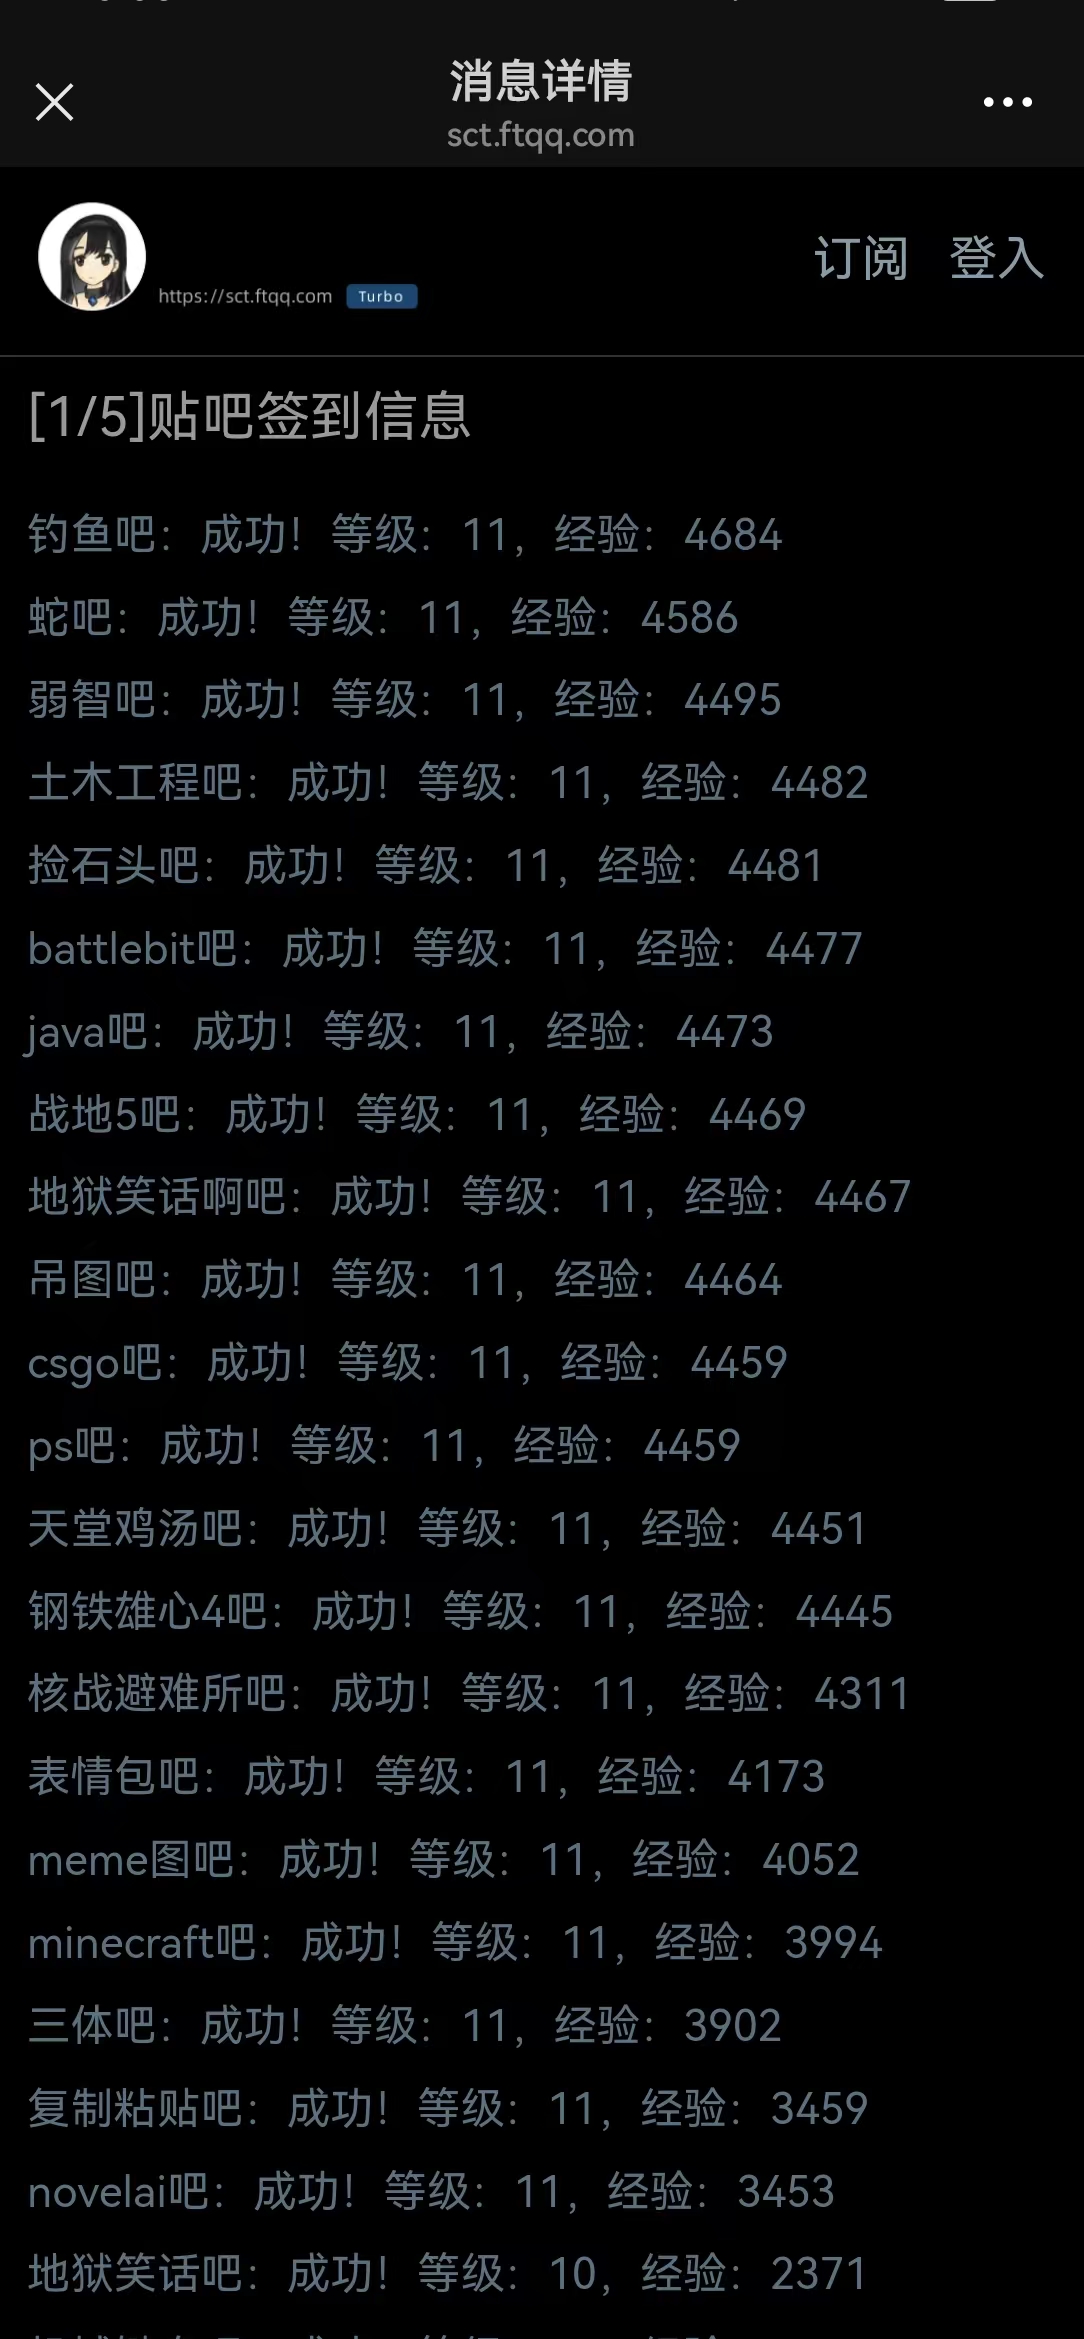 消息详情
sct.ftqq.com
https://sct.ftqq.com Turbo
订阅 登入
[1/5]贴吧签到信息
钓鱼吧：成功！等级：11，经验：4684
蛇吧：成功！等级：11，经验：4586
弱智吧：成功！等级：11，经验：4495
土木工程吧：成功！等级：11，经验：4482
捡石头吧：成功！等级：11，经验：4481
battlebit吧：成功！等级：11，经验：4477
java吧：成功！等级：11，经验：4473
战地5吧：成功！等级：11，经验：4469
地狱笑话啊吧：成功！等级：11，经验：4467
吊图吧：成功！等级：11，经验：4464
csgo吧：成功！等级：11，经验：4459
ps吧：成功！等级：11，经验：4459
天堂鸡汤吧：成功！等级：11，经验：4451
钢铁雄心4吧：成功！等级：11，经验：4445
核战避难所吧：成功！等级：11，经验：4311
表情包吧：成功！等级：11，经验：4173
meme图吧：成功！等级：11，经验：4052
minecraft吧：成功！等级：11，经验：3994
三体吧：成功！等级：11，经验：3902
复制粘贴吧：成功！等级：11，经验：3459
novelai吧：成功！等级：11，经验：3453
地狱笑话吧：成功！等级：10，经验：2371